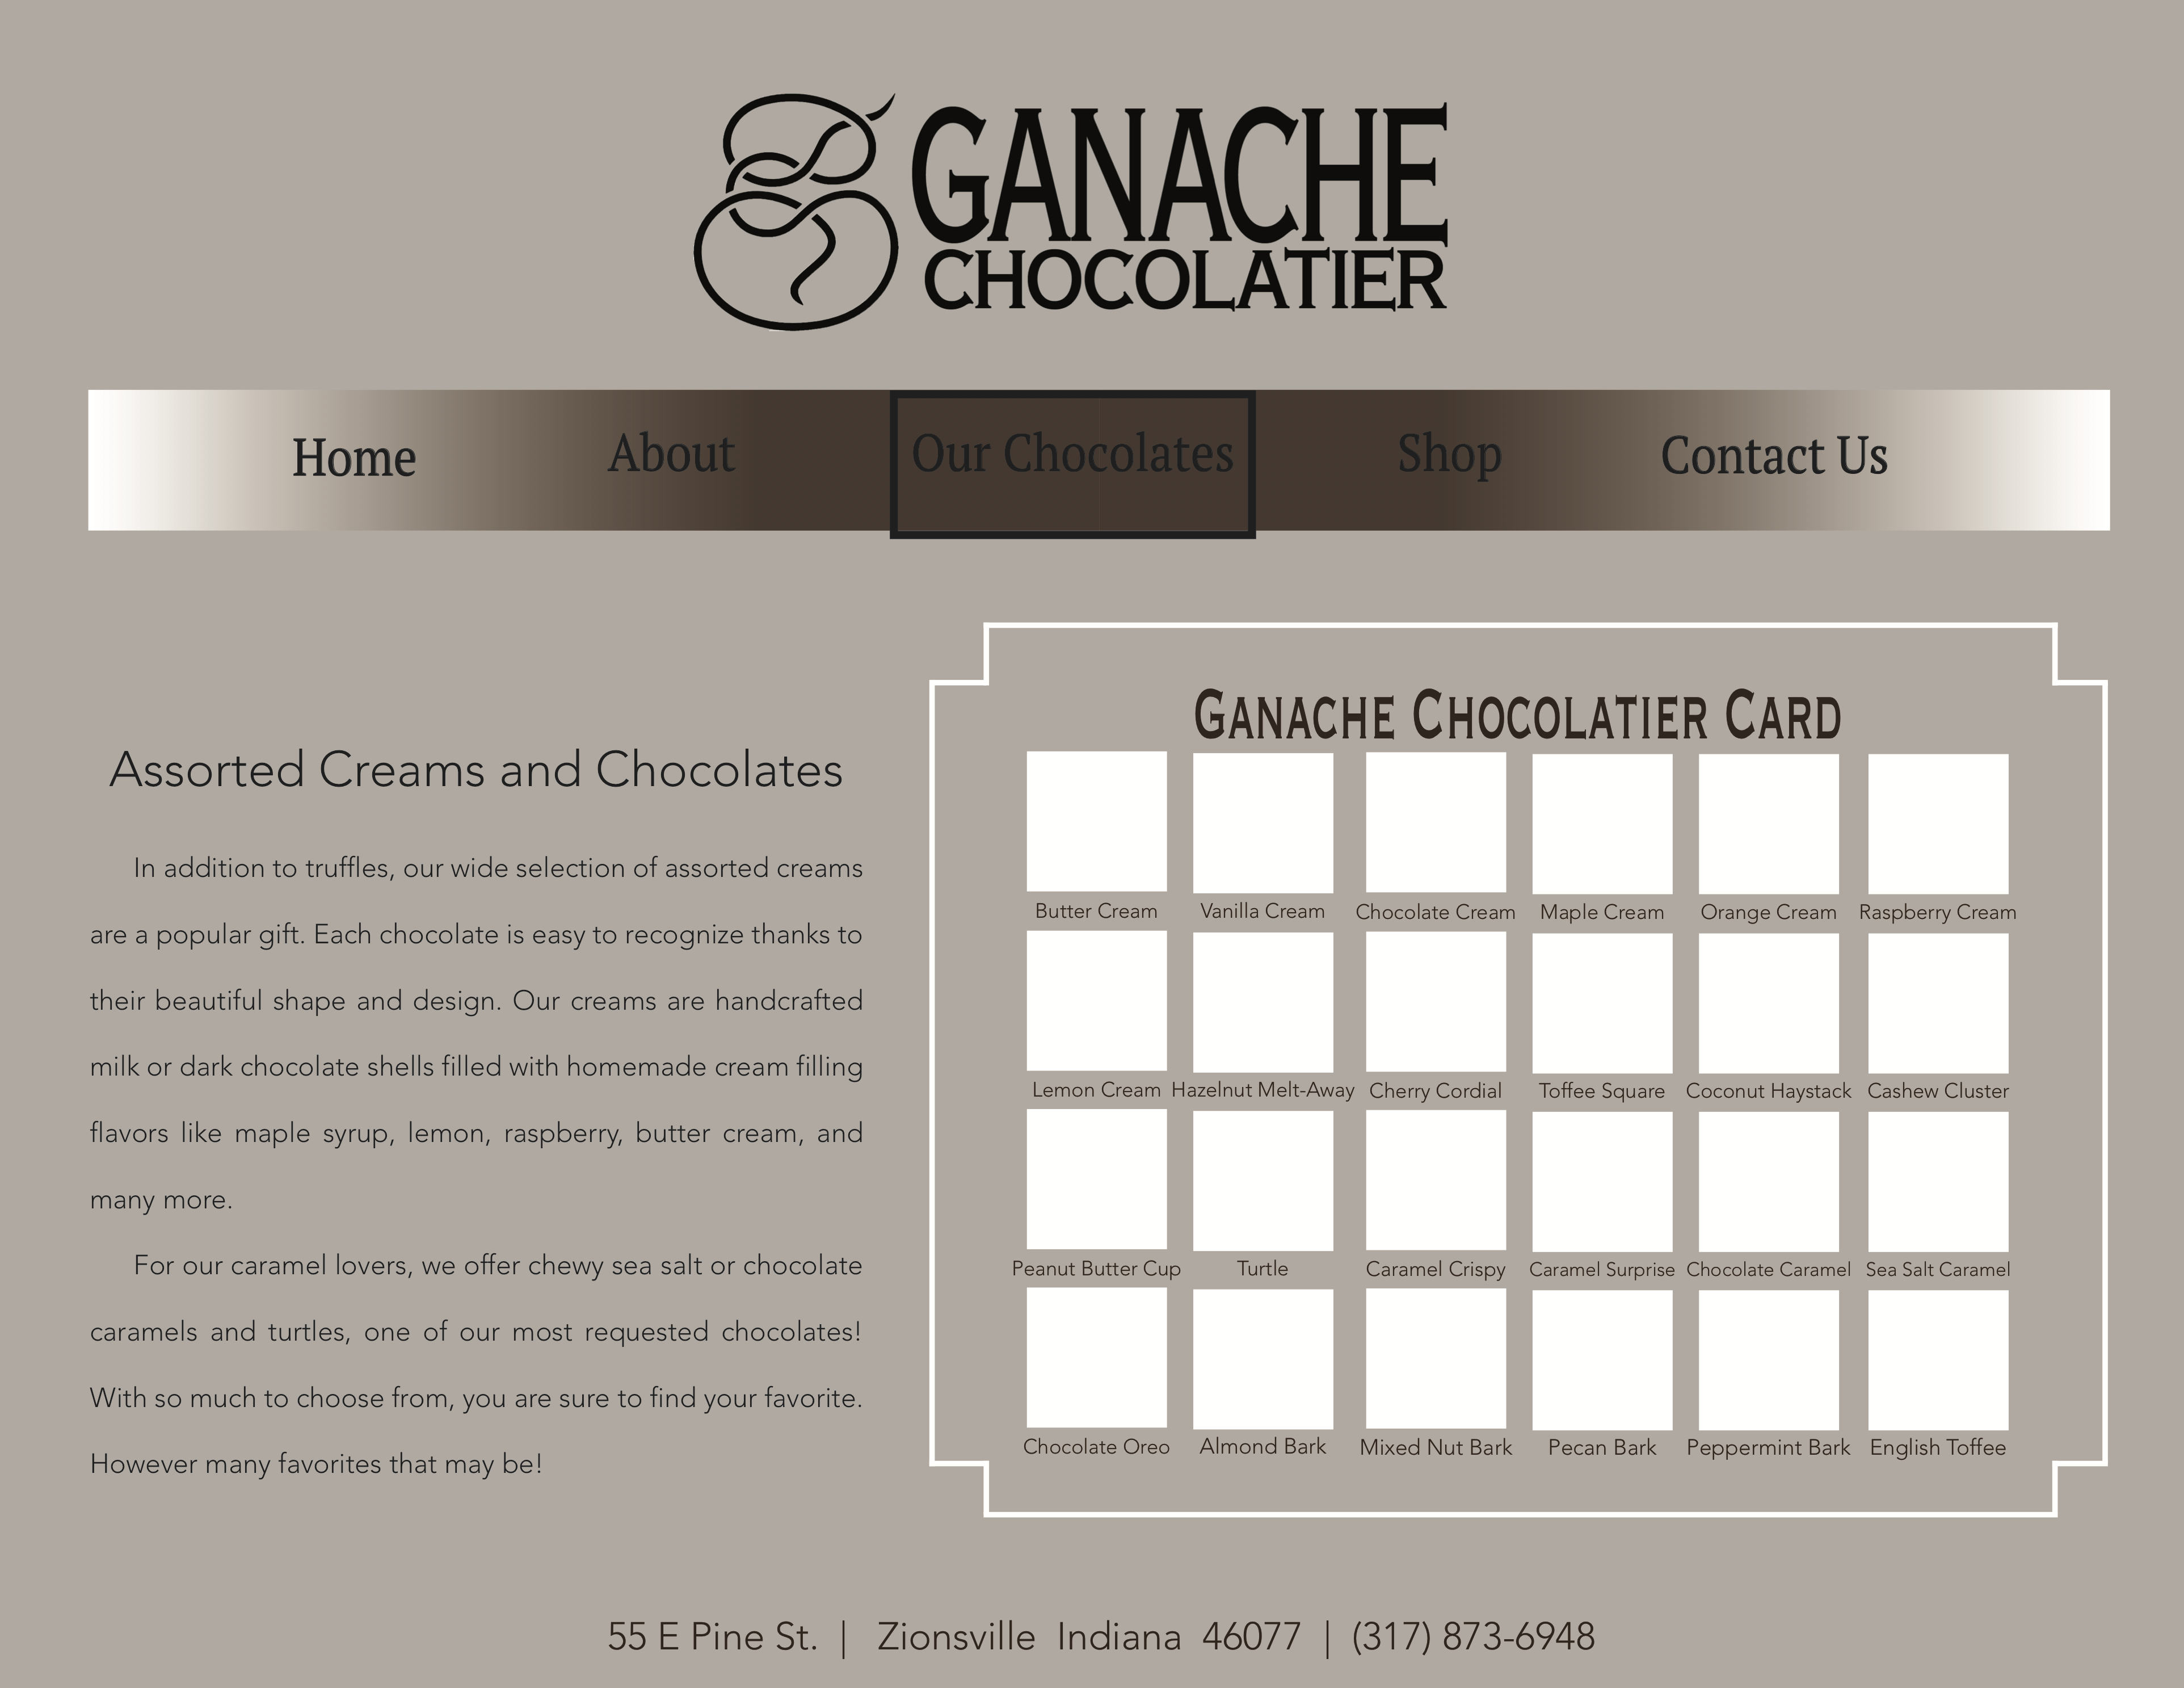 GANACHE
CHOCOLATIER
Home About Our Chocolates Shop Contact Us
Assorted Creams and Chocolates
In addition to truffles, our wide selection of assorted creams
are a popular gift. Each chocolate is easy to recognize thanks to
their beautiful shape and design. Our creams are handcrafted
milk or dark chocolate shells filled with homemade cream filling
flavors like maple syrup, lemon, raspberry, butter cream, and
many more.
For our caramel lovers, we offer chewy sea salt or chocolate
caramels and turtles, one of our most requested chocolates!
With so much to choose from, you are sure to find your favorite.
However many favorites that may be!
GANACHE CHOCOLATIER CARD
Butter Cream Vanilla Cream Chocolate Cream Maple Cream Orange Cream Raspberry Cream
Lemon Cream Hazelnut Melt-Away Cherry Cordial Toffee Square Coconut Haystack Cashew Cluster
Peanut Butter Cup Turtle Caramel Crispy Caramel Surprise Chocolate Caramel Sea Salt Caramel
Chocolate Oreo Almond Bark Mixed Nut Bark Pecan Bark Peppermint Bark English Toffee
55 E Pine St. | Zionsville Indiana 46077 | (317) 873-6948